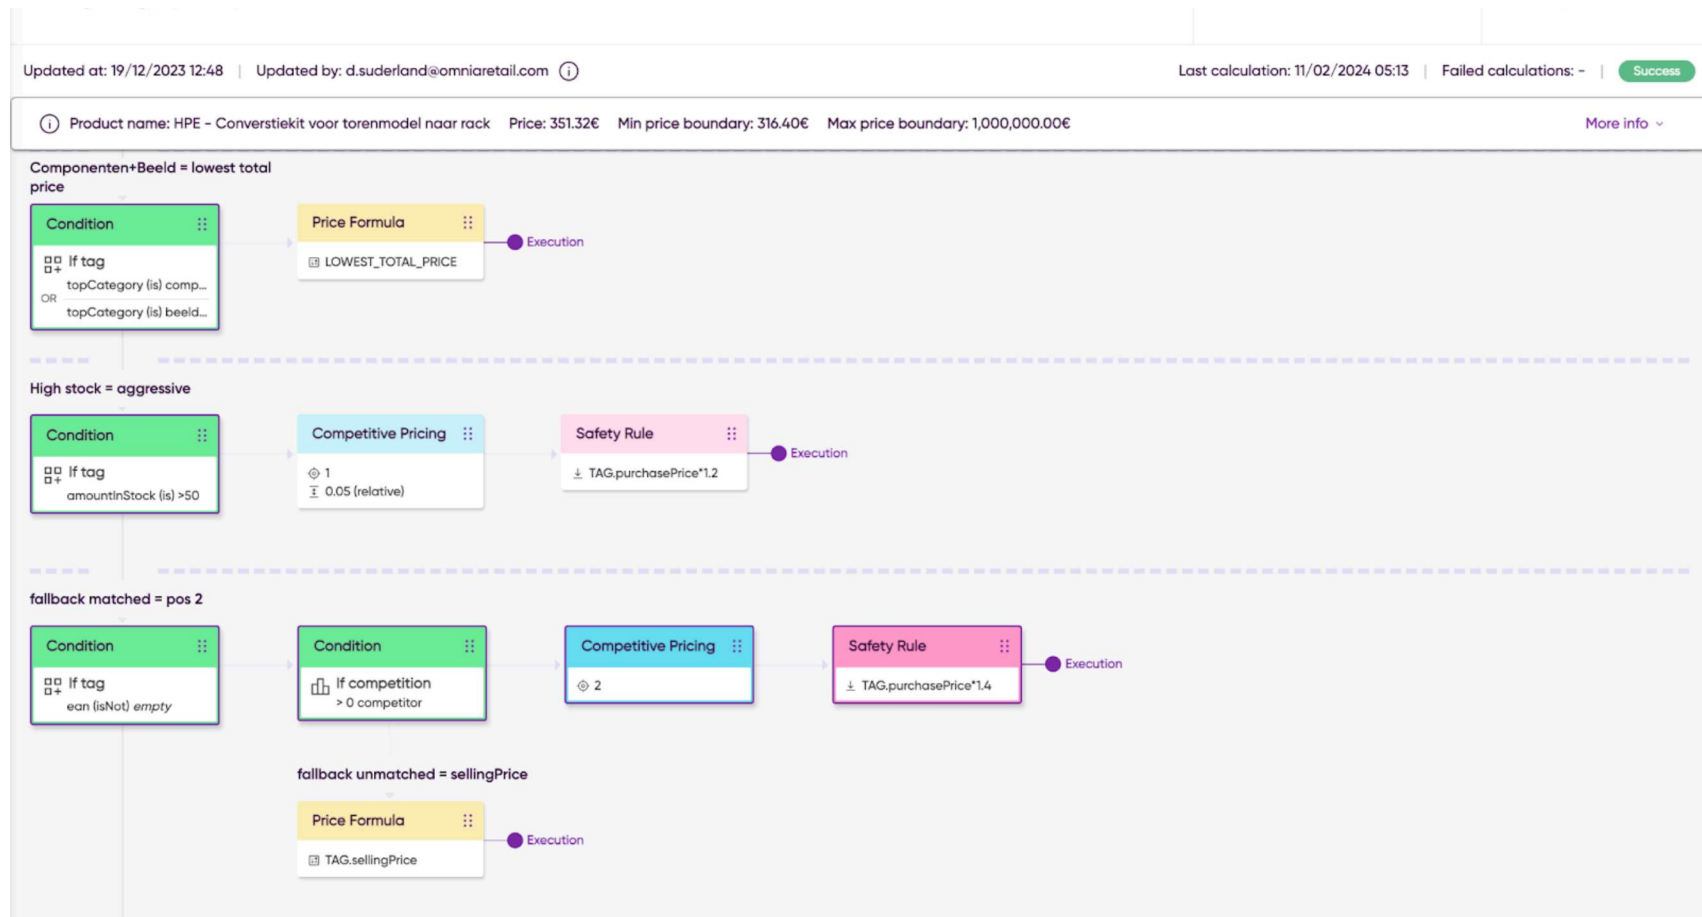 Updated at: 19/12/2023 12:48 | Updated by: d.suderland@omniaretail.com
Last calculation: 11/02/2024 05:13 | Failed calculations: - | Success
Product name: HPE - Converstiekit voor torenmodel naar rack Price: 351.32€ Min price boundary: 316.40€ Max price boundary: 1,000,000.00€ More info
Componenten+Beeld = lowest total
price
Condition
If tag
topCategory (is) comp...
OR
topCategory (is) beeld...
Price Formula
LOWEST_TOTAL_PRICE
Execution
High stock = aggressive
Condition
If tag
amountInStock (is) >50
Competitive Pricing
1
0.05 (relative)
Safety Rule
TAG.purchasePrice*1.2
Execution
fallback matched = pos 2
Condition
If tag
ean (isNot) empty
Condition
If competition
> 0 competitor
Competitive Pricing
2
Safety Rule
TAG.purchasePrice*1.4
Execution
fallback unmatched = sellingPrice
Price Formula
TAG.sellingPrice
Execution